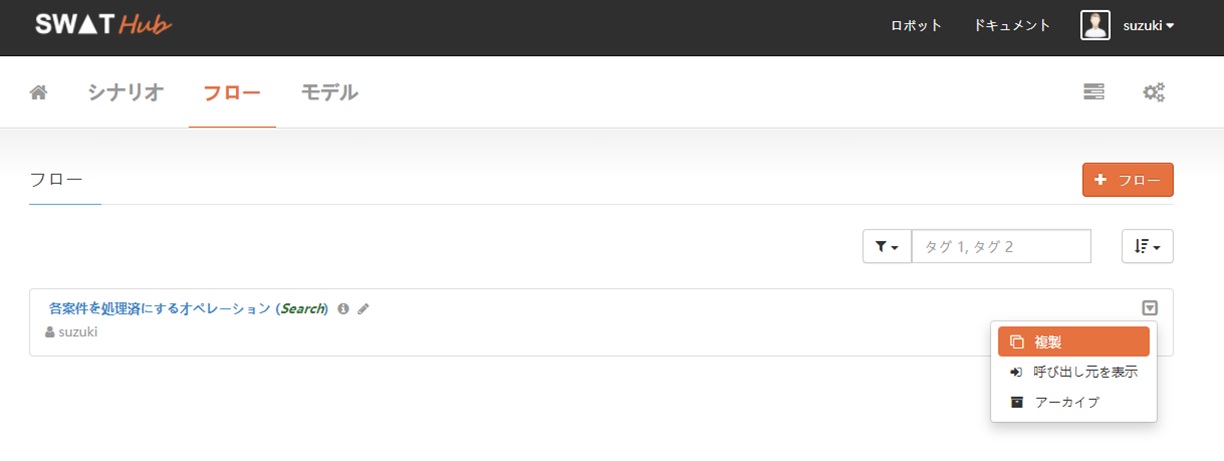 SWAT Hub
ロボット ドキュメント suzuki
シナリオ フロー モデル
フロー
+ フロー
タグ 1, タグ 2
各案件を処理済にするオペレーション (Search)
suzuki
複製
呼び出し元を表示
アーカイブ